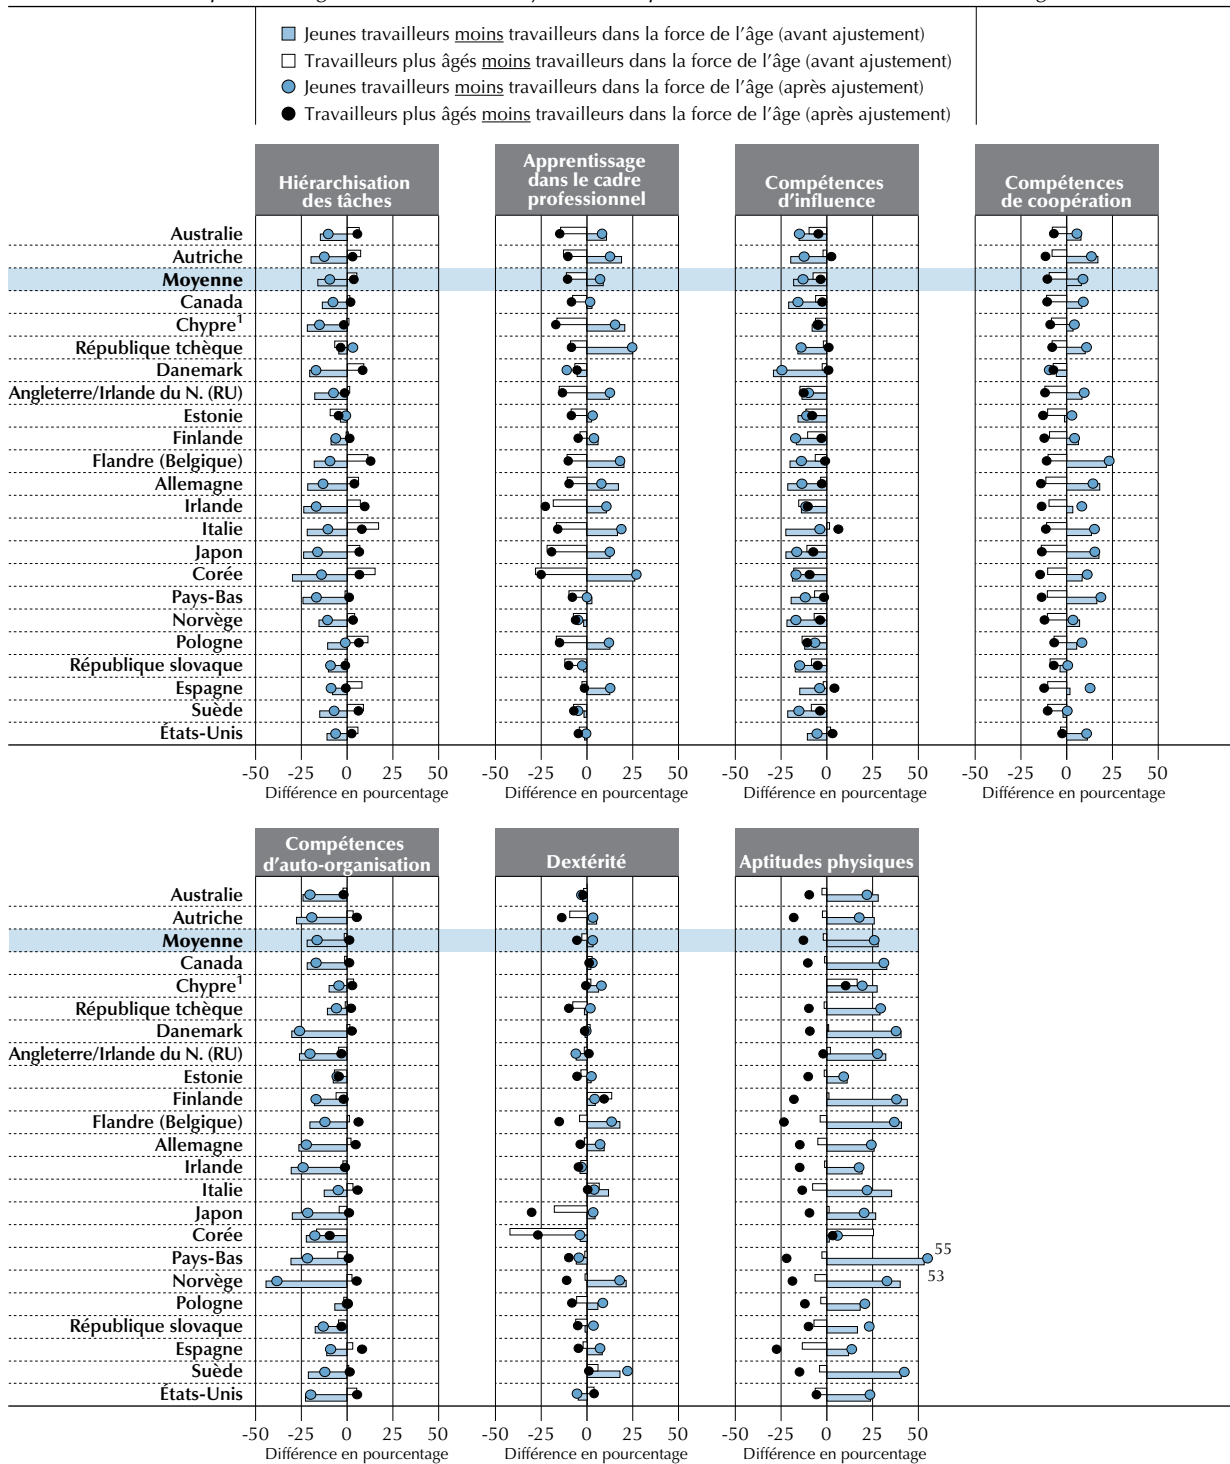 Jeunes travailleurs moins travailleurs dans la force de l'âge (avant ajustement)
Travailleurs plus âgés moins travailleurs dans la force de l'âge (avant ajustement)
Jeunes travailleurs moins travailleurs dans la force de l'âge (après ajustement)
Travailleurs plus âgés moins travailleurs dans la force de l'âge (après ajustement)
Hiérarchisation
des tâches
Apprentissage
dans le cadre
professionnel
Compétences
d'influence
Compétences
de coopération
Australie
Autriche
Moyenne
Canada
Chypre1
République tchèque
Danemark
Angleterre/Irlande du N. (RU)
Estonie
Finlande
Flandre (Belgique)
Allemagne
Irlande
Italie
Japon
Corée
Pays-Bas
Norvège
Pologne
République slovaque
Espagne
Suède
États-Unis
-50 -25 0 25 50 -50 -25 0 25 50 -50 -25 0 25 50 -50 -25 0 25 50
Différence en pourcentage Différence en pourcentage Différence en pourcentage Différence en pourcentage
Compétences
d'auto-organisation
Dextérité
Aptitudes physiques
Australie
Autriche
Moyenne
Canada
Chypre1
République tchèque
Danemark
Angleterre/Irlande du N. (RU)
Estonie
Finlande
Flandre (Belgique)
Allemagne
Irlande
Italie
Japon
Corée
55
Pays-Bas
53
Norvège
Pologne
République slovaque
Espagne
Suède
États-Unis
-50 -25 0 25 50 -50 -25 0 25 50 -50 -25 0 25 50
Différence en pourcentage Différence en pourcentage Différence en pourcentage